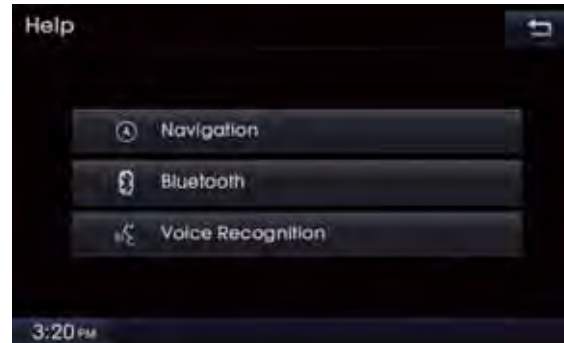 Help
Navigation
Bluetooth
Voice Recognition
3:20 PM